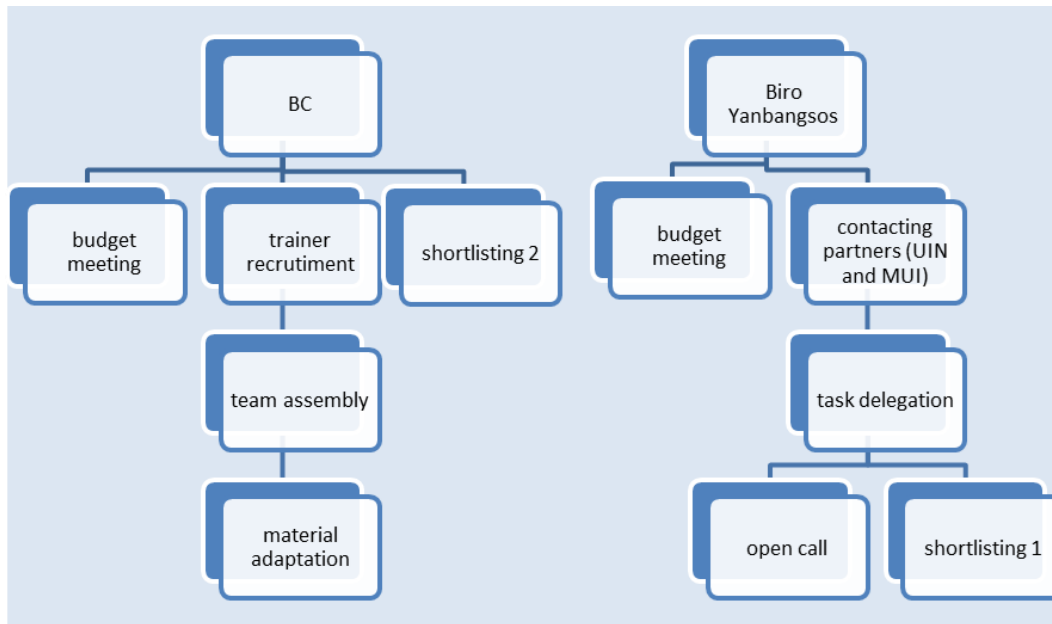 BC
Biro
Yanbangsos
budget
meeting
trainer
recrutiment
shortlisting 2
budget
meeting
contacting
partners (UIN
and MUI)
team assembly
task delegation
material
adaptation
open call
shortlisting 1